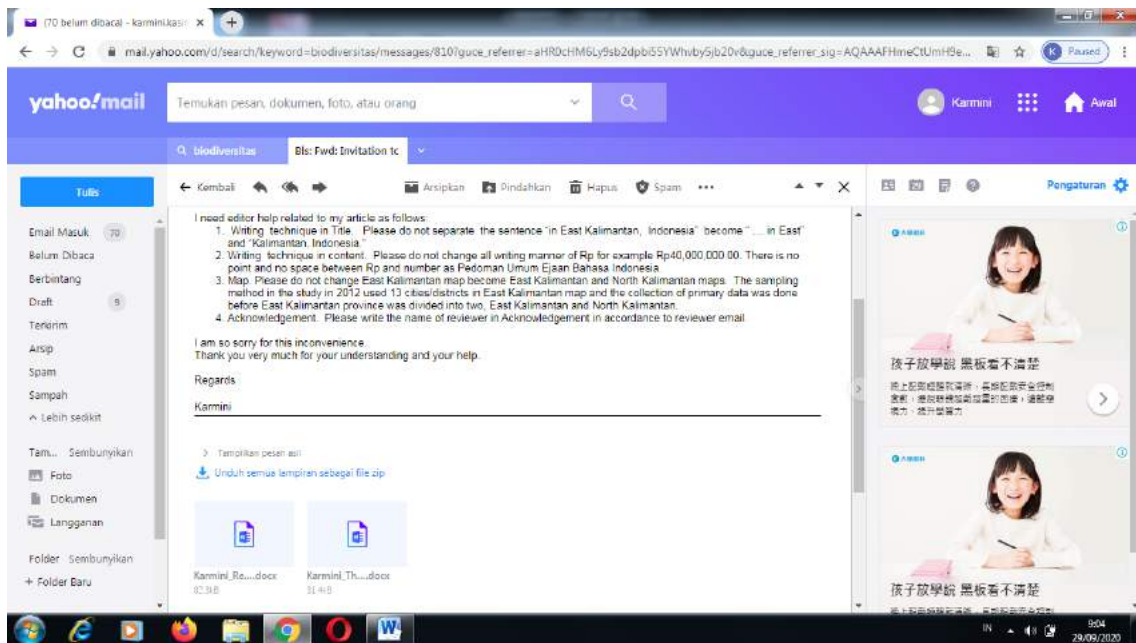 (70 belum dibaca) - karmini.kasi
mail.yahoo.com/d/search/keyword=biodiversitas/messages/810?guce_referrer=aHR0cHM6Ly9sb2dpbi55YWhvby5jb20v&guce_referrer_sig=AQAAAFHmeCtUmH9e...
K Paused
yahoo!mail
Temukan pesan, dokumen, foto, atau orang
Karmini
Awal
biodiversitas
Bls: Fwd: Invitation tc
Tulis
Kembali
Arsipkan
Pindahkan
Hapus
Spam
Pengaturan
Email Masuk 70
Belum Dibaca
Berbintang
Draft 9
Terkirim
Arsip
Spam
Sampah
Lebih sedikit
Tam... Sembunyikan
Foto
Dokumen
Langganan
Folder Sembunyikan
+ Folder Baru
I need editor help related to my article as follows:
1. Writing technique in Title. Please do not separate the sentence "in East Kalimantan, Indonesia" become ".... in East"
and "Kalimantan, Indonesia."
2. Writing technique in content. Please do not change all writing manner of Rp for example Rp40,000,000.00. There is no
point and no space between Rp and number as Pedoman Umum Ejaan Bahasa Indonesia
3. Map. Please do not change East Kalimantan map become East Kalimantan and North Kalimantan maps. The sampling
method in the study in 2012 used 13 cities/districts in East Kalimantan map and the collection of primary data was done
before East Kalimantan province was divided into two, East Kalimantan and North Kalimantan.
4. Acknowledgement. Please write the name of reviewer in Acknowledgement in accordance to reviewer email.
I am so sorry for this inconvenience.
Thank you very much for your understanding and your help.
Regards
Karmini
Tampilkan pesan asli
Unduh semua lampiran sebagai file zip
Karmini_Re....docx
82.3kB
Karmini_Th....docx
31.4kB
孩子放學說 黑板看不清楚
孩子放學說 黑板看不清楚
IN
9:04
29/09/2020